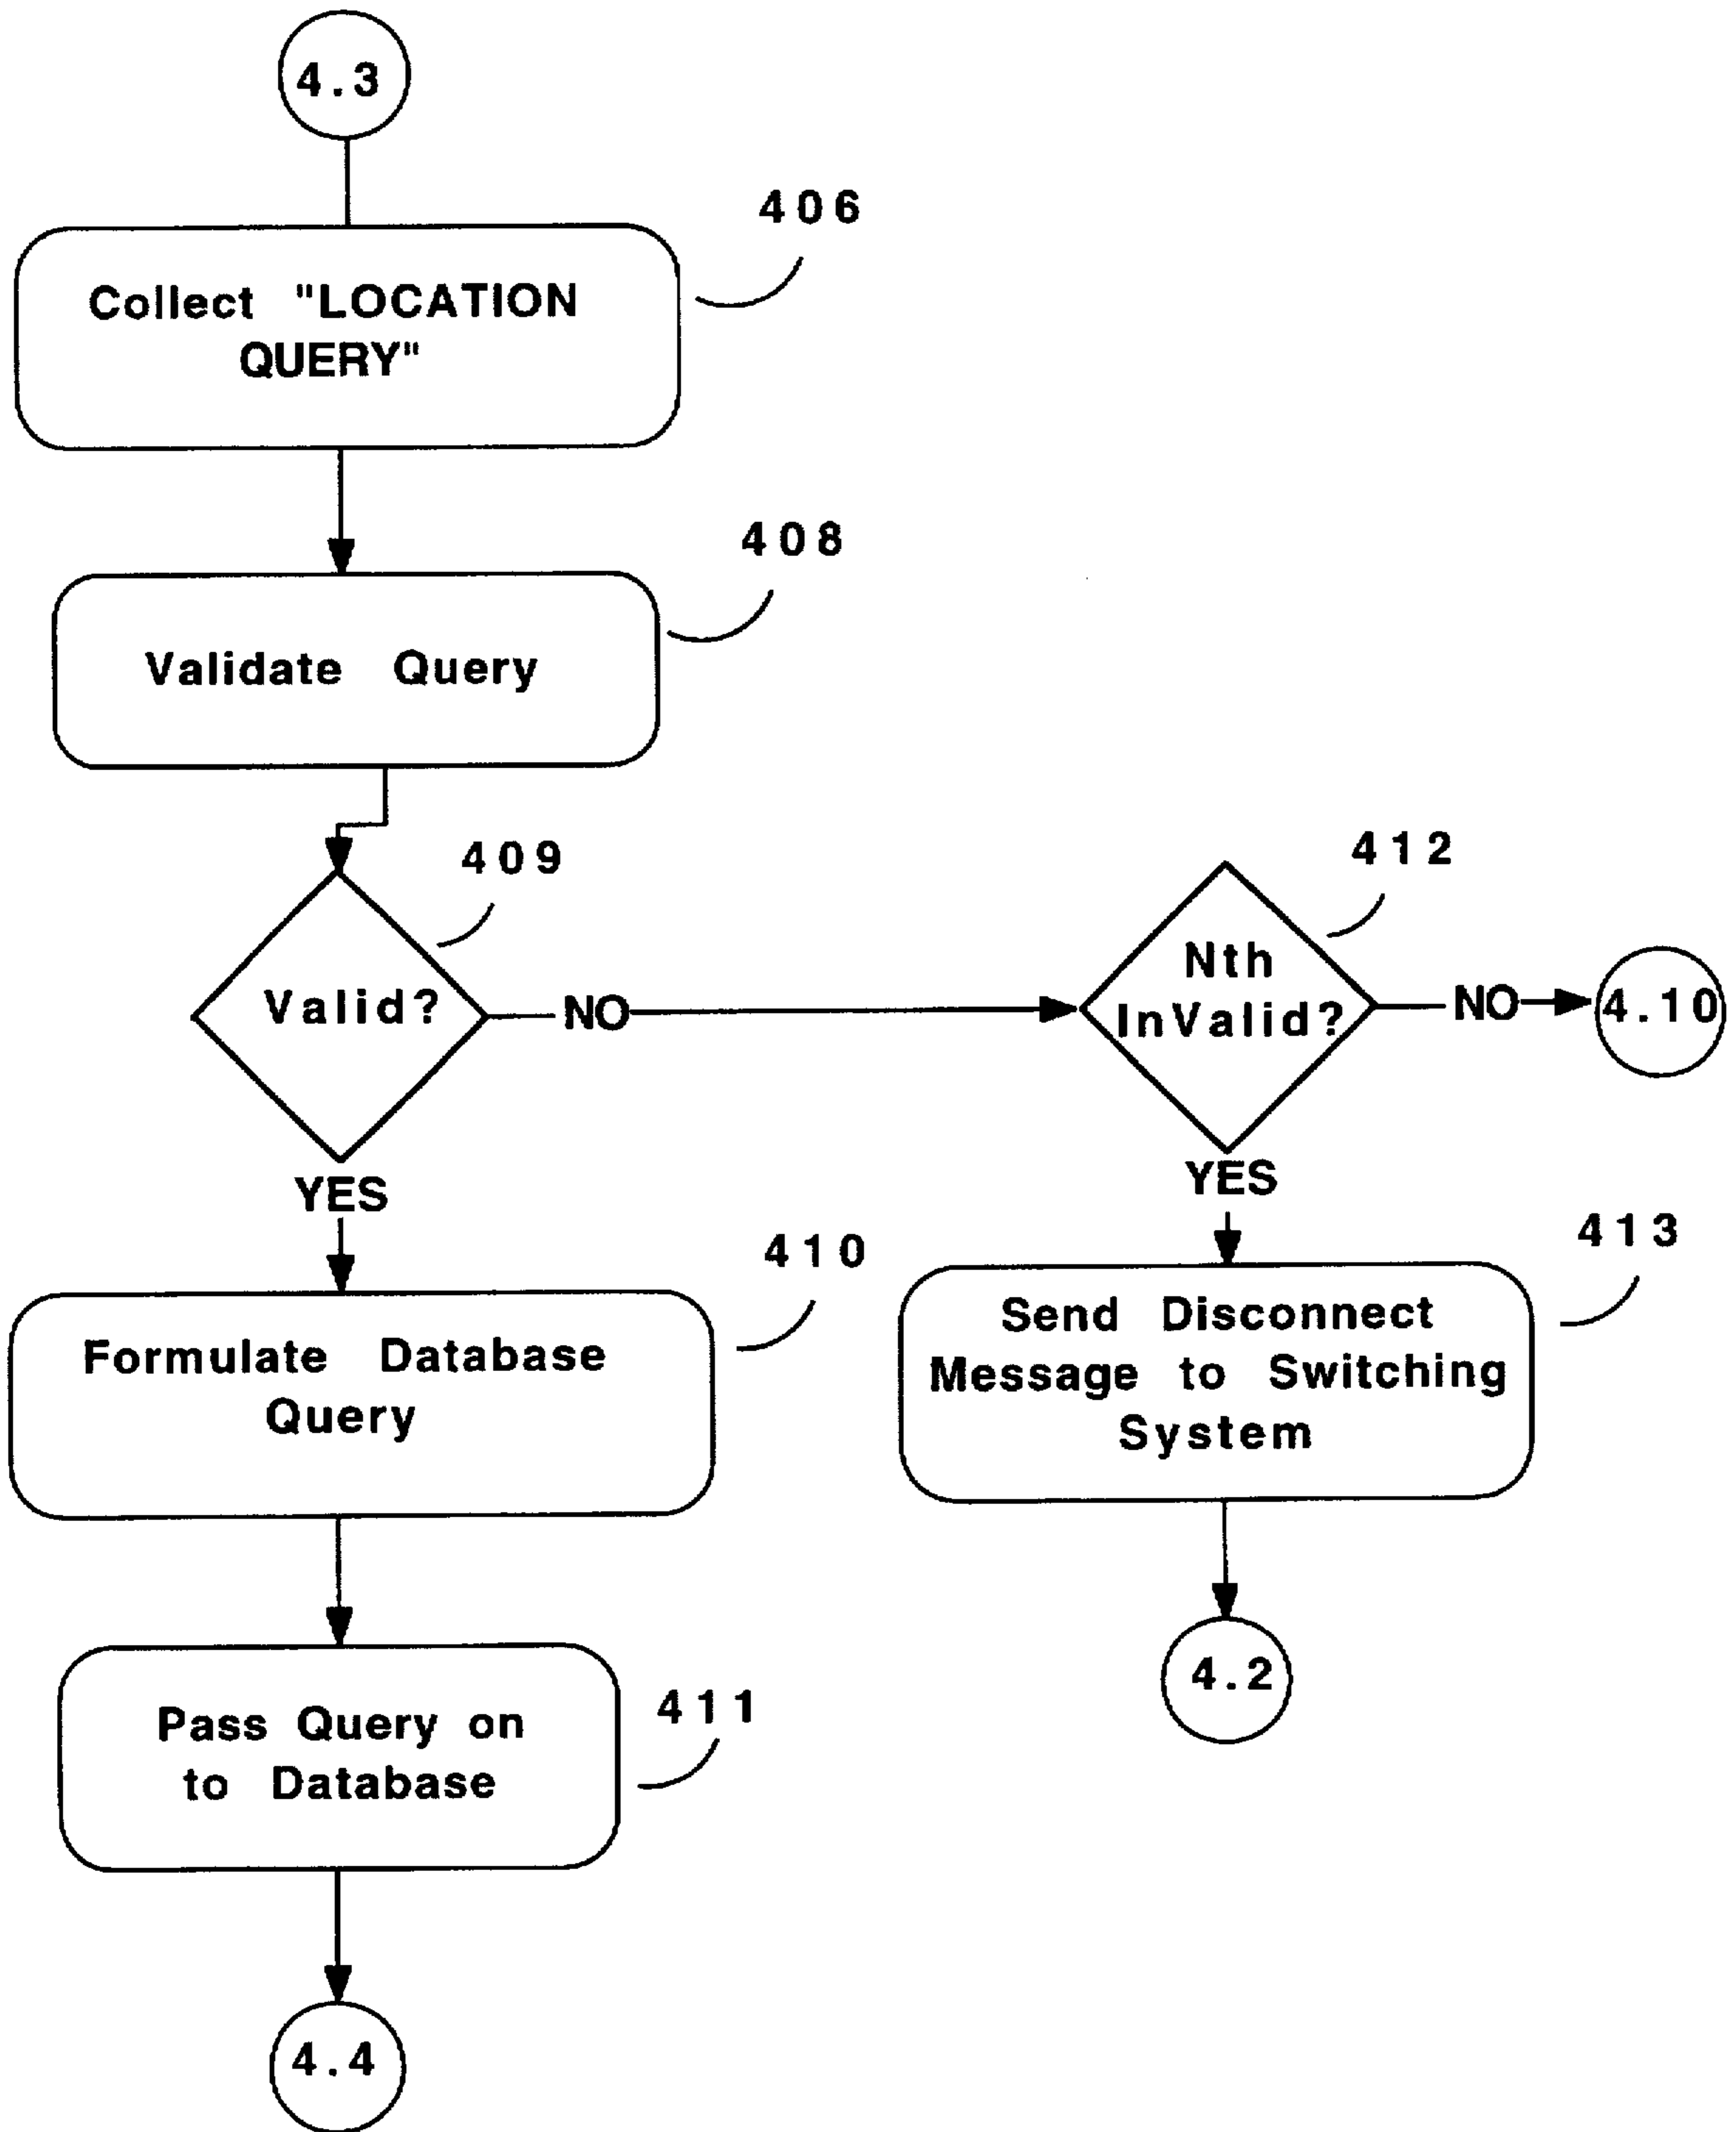 4.3
406
Collect "LOCATION
QUERY"
408
Validate Query
409
Valid?
NO
412
Nth
InValid?
NO
4.10
YES
YES
410
Formulate Database
Query
413
Send Disconnect
Message to Switching
System
411
Pass Query on
to Database
4.2
4.4